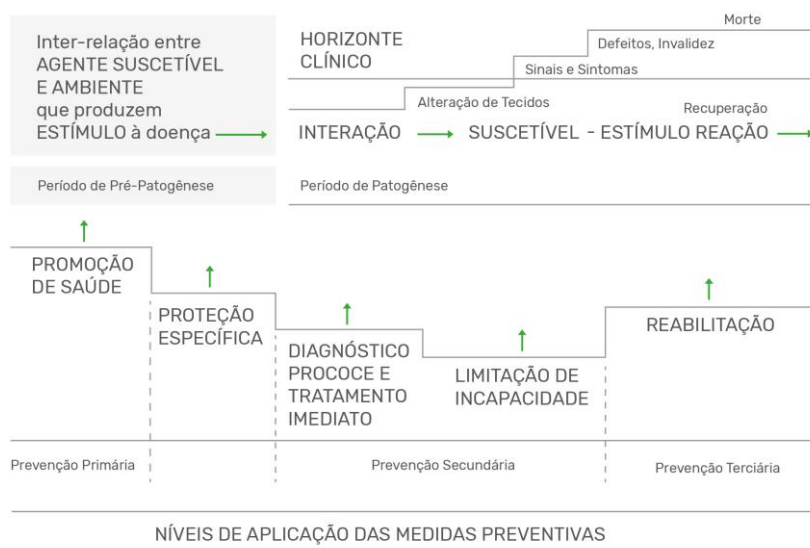 Inter-relação entre
AGENTE SUSCETÍVEL
E AMBIENTE
que produzem
ESTÍMULO à doença
HORIZONTE
CLÍNICO
Morte
Defeitos, Invalidez
Sinais e Sintomas
Alteração de Tecidos
Recuperação
INTERAÇÃO
SUSCETÍVEL - ESTÍMULO REAÇÃO
Período de Pré-Patogênese
Período de Patogênese
PROMOÇÃO
DE SAÚDE
PROTEÇÃO
ESPECÍFICA
DIAGNÓSTICO
PROCOCE E
TRATAMENTO
IMEDIATO
LIMITAÇÃO DE
INCAPACIDADE
REABILITAÇÃO
Prevenção Primária
Prevenção Secundária
Prevenção Terciária
NÍVEIS DE APLICAÇÃO DAS MEDIDAS PREVENTIVAS